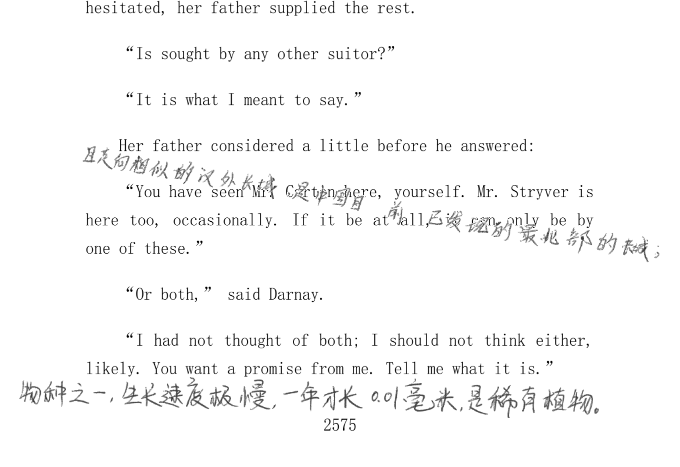 hesitated, her father supplied the rest.
“Is sought by any other suitor?”
“It is what I meant to say.”
Her father considered a little before he answered:
且走向相似的汉外长城，是中国目前已发现的最北部的长城；
“You have seen Mr. Carton here, yourself. Mr. Stryver is
here too, occasionally. If it be at all, it can only be by
one of these.”
“Or both,” said Darnay.
“I had not thought of both; I should not think either,
likely. You want a promise from me. Tell me what it is.”
物种之一，生长速度极慢，一年才长0.01毫米，是稀有植物。
2575